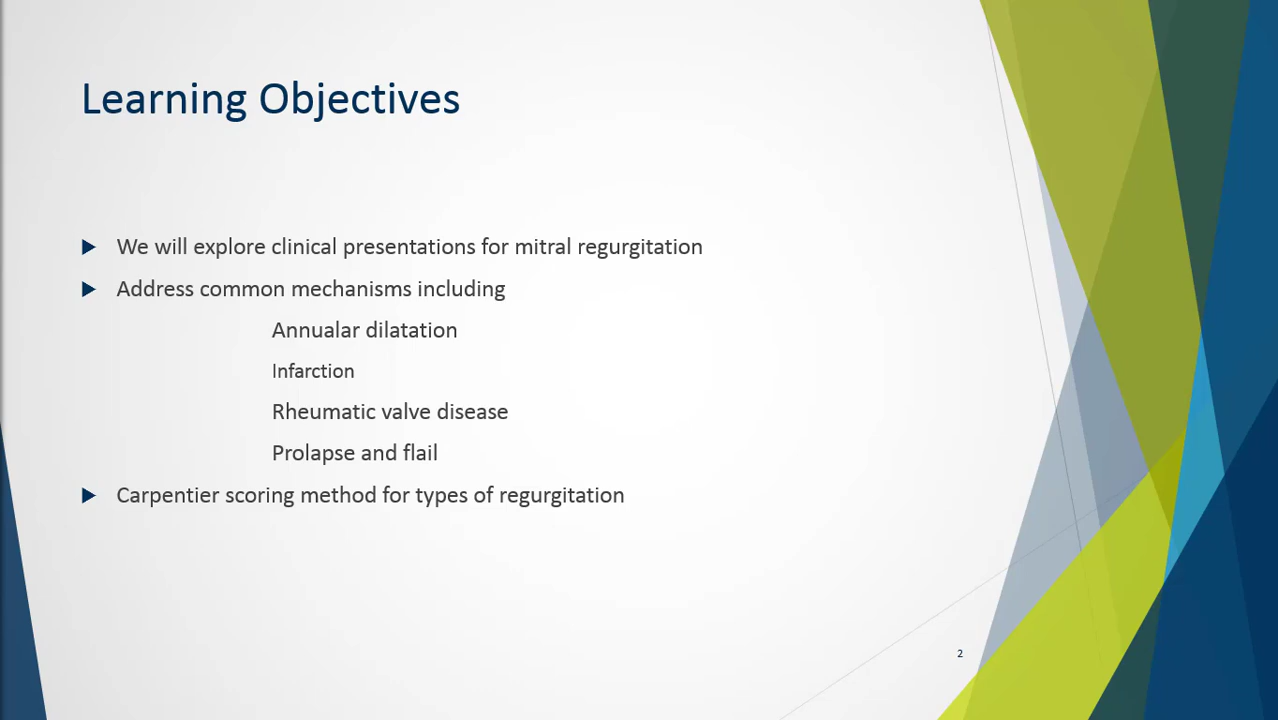 Learning Objectives
We will explore clinical presentations for mitral regurgitation
Address common mechanisms including
Annualar dilatation
Infarction
Rheumatic valve disease
Prolapse and flail
Carpentier scoring method for types of regurgitation
2